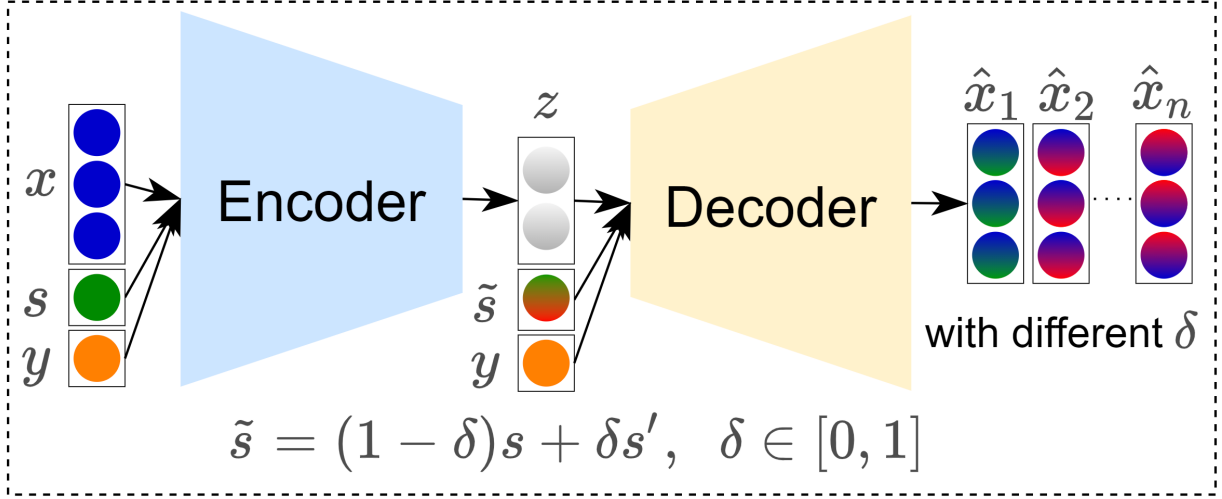 x
s
y
Encoder
z
s̃
y
Decoder
x̂₁ x̂₂ ...... x̂ₙ
with different δ
s̃ = (1 − δ)s + δs′, δ ∈ [0, 1]